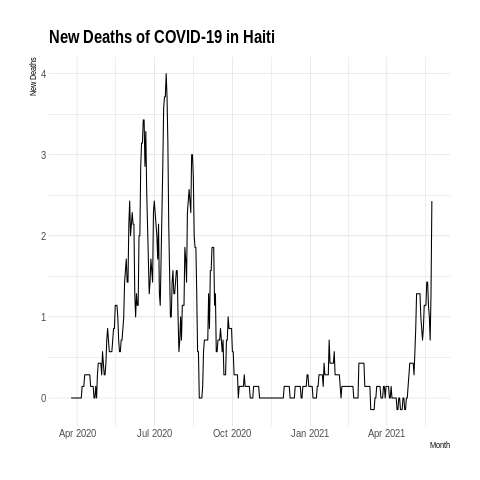 New Deaths of COVID-19 in Haiti
New Deaths
4
3
2
1
0
Apr 2020 Jul 2020 Oct 2020 Jan 2021 Apr 2021
Month